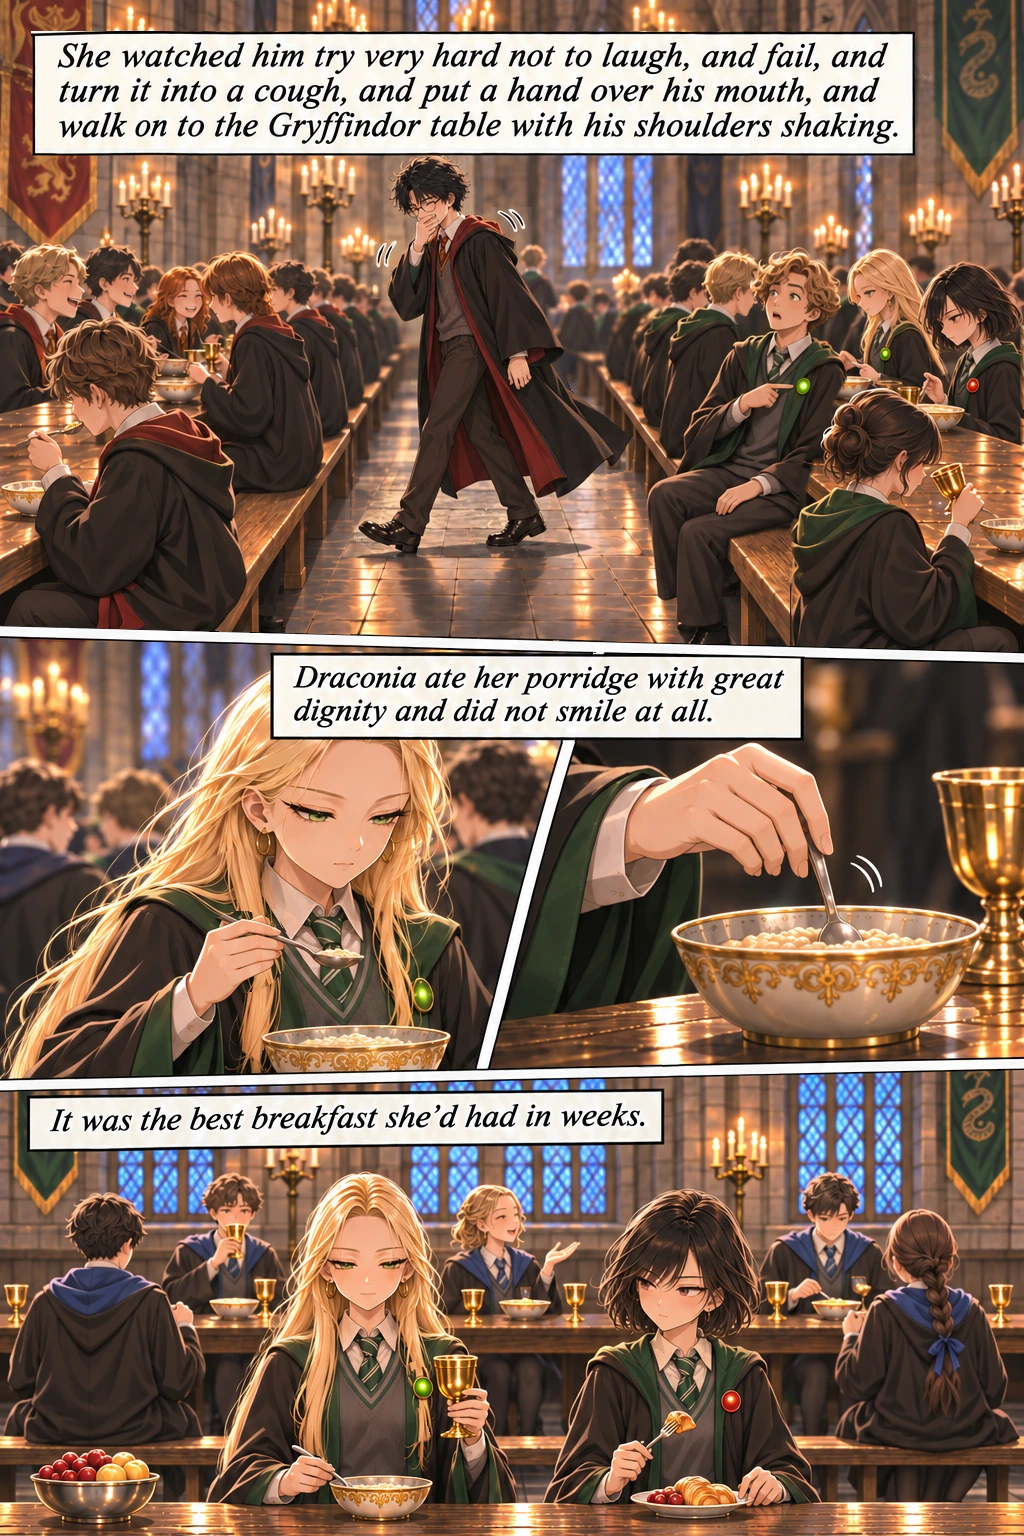 She watched him try very hard not to laugh, and fail, and
turn it into a cough, and put a hand over his mouth, and
walk on to the Gryffindor table with his shoulders shaking.
Draconia ate her porridge with great
dignity and did not smile at all.
It was the best breakfast she'd had in weeks.